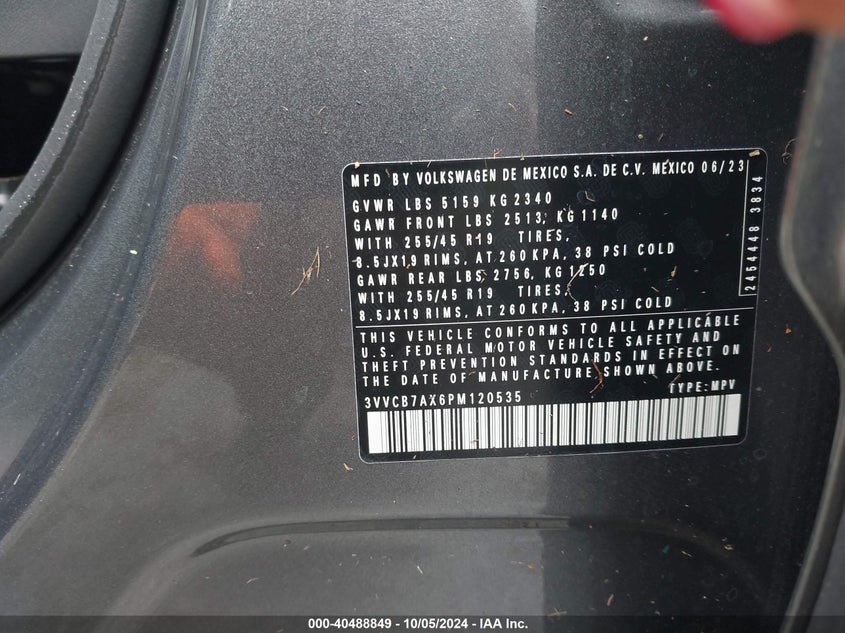 MFD BY VOLKSWAGEN DE MEXICO S.A. DE C.V. MEXICO 06/23
GVWR LBS 5159 KG 2340
GAWR FRONT LBS 2513, KG 1140
WITH 255/45 R19 TIRES,
8.5JX19 RIMS, AT 260 KPA, 38 PSI COLD
GAWR REAR LBS 2756, KG 1250
WITH 255/45 R19 TIRES,
8.5JX19 RIMS, AT 260 KPA, 38 PSI COLD
2454448 3834
THIS VEHICLE CONFORMS TO ALL APPLICABLE
U.S. FEDERAL MOTOR VEHICLE SAFETY AND
THEFT PREVENTION STANDARDS IN EFFECT ON
THE DATE OF MANUFACTURE SHOWN ABOVE.
3VVCB7AX6PM120535 TYPE: MPV
000-40488849 - 10/05/2024 - IAA Inc.